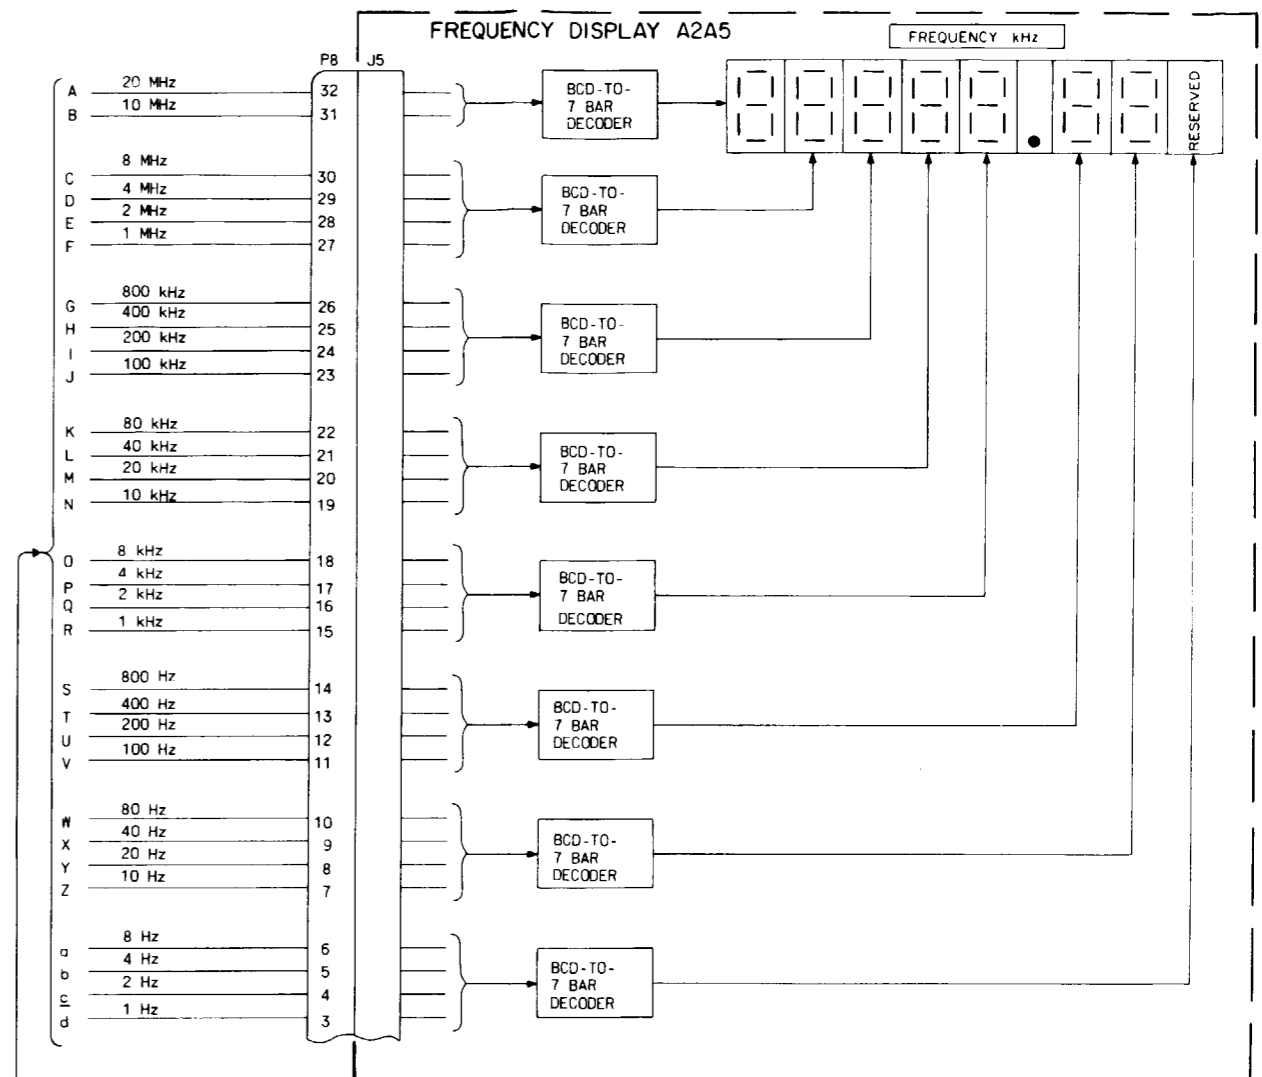 FREQUENCY DISPLAY A2A5
FREQUENCY kHz
P8 J5
RESERVED
A 20 MHz 32
B 10 MHz 31
BCD-TO-
7 BAR
DECODER
C 8 MHz 30
D 4 MHz 29
E 2 MHz 28
F 1 MHz 27
BCD-TO-
7 BAR
DECODER
G 800 kHz 26
H 400 kHz 25
I 200 kHz 24
J 100 kHz 23
BCD-TO-
7 BAR
DECODER
K 80 kHz 22
L 40 kHz 21
M 20 kHz 20
N 10 kHz 19
BCD-TO-
7 BAR
DECODER
O 8 kHz 18
P 4 kHz 17
Q 2 kHz 16
R 1 kHz 15
BCD-TO-
7 BAR
DECODER
S 800 Hz 14
T 400 Hz 13
U 200 Hz 12
V 100 Hz 11
BCD-TO-
7 BAR
DECODER
W 80 Hz 10
X 40 Hz 9
Y 20 Hz 8
Z 10 Hz 7
BCD-TO-
7 BAR
DECODER
a 8 Hz 6
b 4 Hz 5
c 2 Hz 4
d 1 Hz 3
BCD-TO-
7 BAR
DECODER